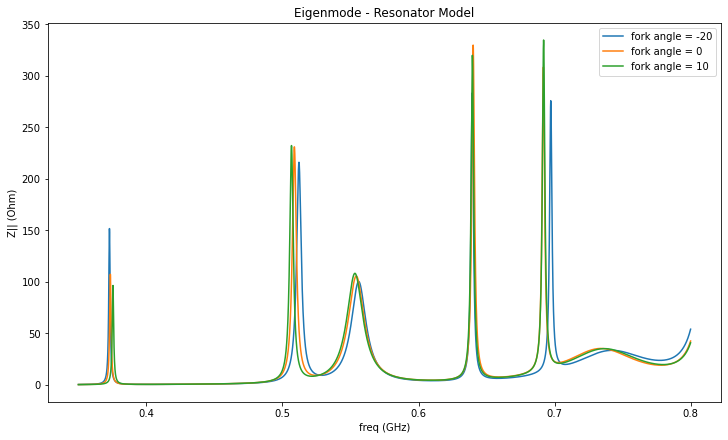 Eigenmode - Resonator Model
fork angle = -20
fork angle = 0
fork angle = 10
350
300
250
200
150
100
50
0
Z|| (Ohm)
0.4
0.5
0.6
0.7
0.8
freq (GHz)